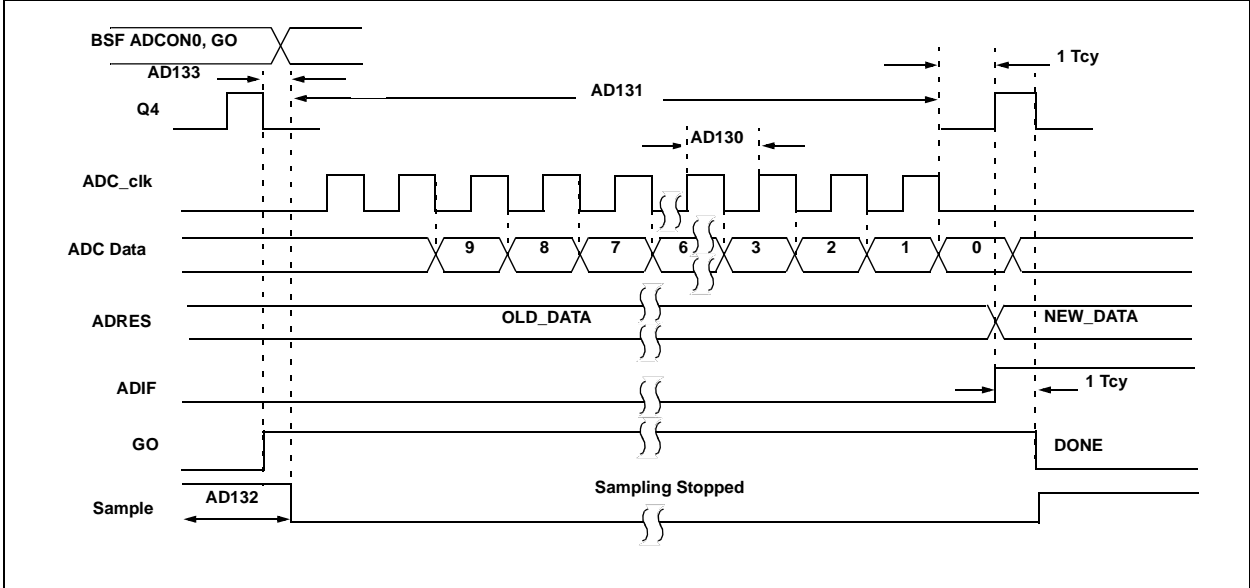 BSF ADCON0, GO
AD133
1 Tcy
AD131
Q4
AD130
ADC_clk
ADC Data
9 8 7 6 3 2 1 0
ADRES
OLD_DATA
NEW_DATA
ADIF
1 Tcy
GO
DONE
AD132
Sampling Stopped
Sample